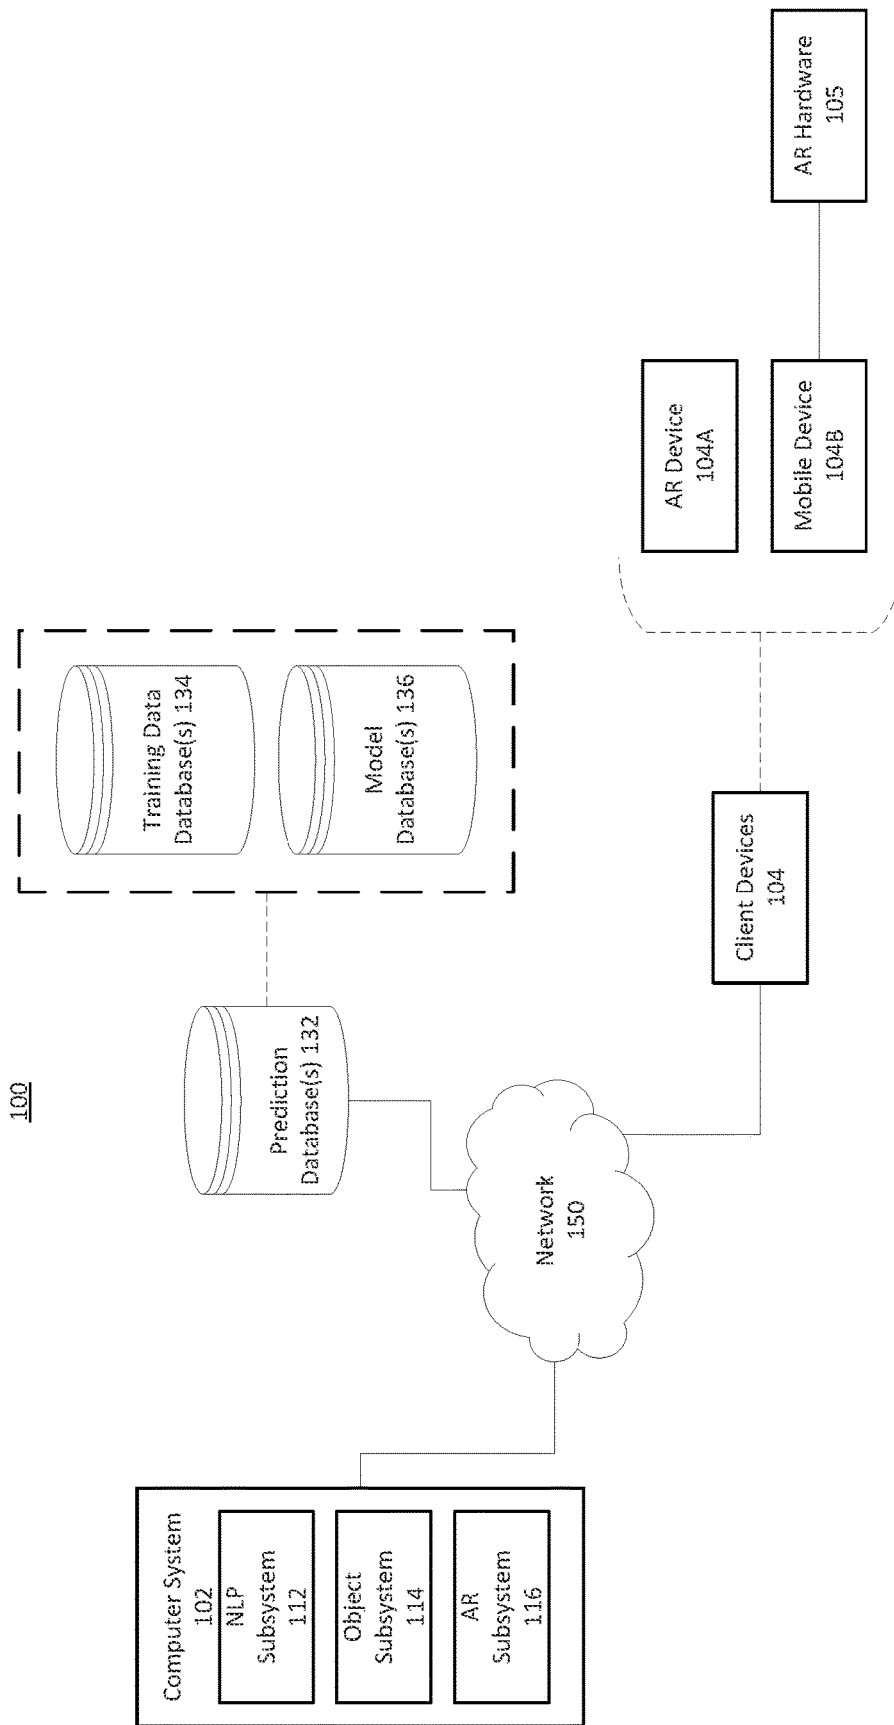 100
Computer System
102
NLP
Subsystem
112
Object
Subsystem
114
AR
Subsystem
116
Prediction
Database(s) 132
Training Data
Database(s) 134
Model
Database(s) 136
Network
150
Client Devices
104
AR Device
104A
Mobile Device
104B
AR Hardware
105